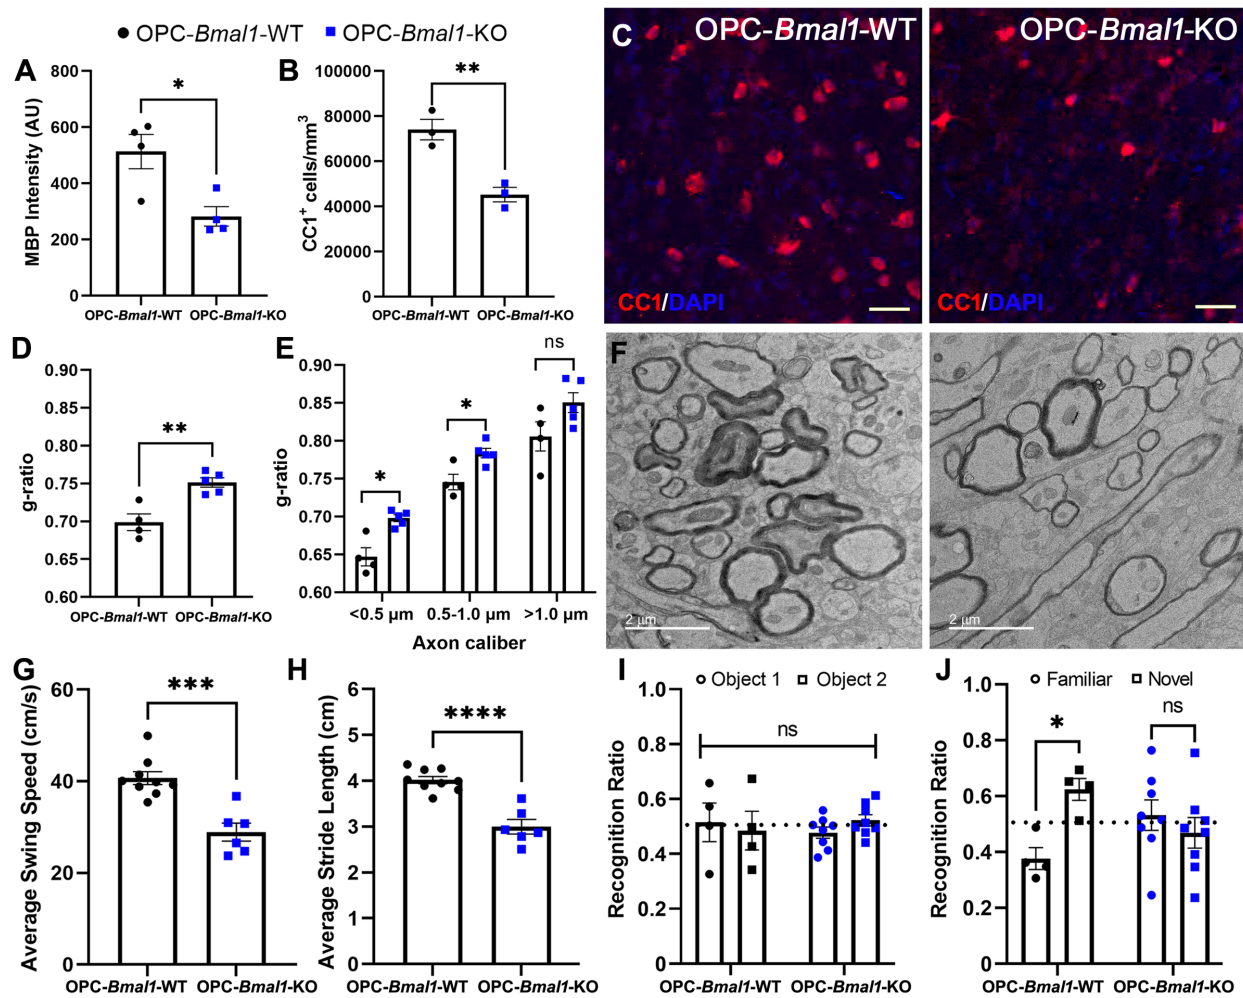 OPC-Bmal1-WT OPC-Bmal1-KO
A
800
600
400
200
0
MBP Intensity (AU)
*
OPC-Bmal1-WT OPC-Bmal1-KO
B
100000
80000
60000
40000
20000
0
CC1+ cells/mm3
**
OPC-Bmal1-WT OPC-Bmal1-KO
C
OPC-Bmal1-WT
CC1/DAPI
OPC-Bmal1-KO
CC1/DAPI
D
0.90
0.85
0.80
0.75
0.70
0.65
0.60
g-ratio
**
OPC-Bmal1-WT OPC-Bmal1-KO
E
0.90
0.85
0.80
0.75
0.70
0.65
0.60
g-ratio
*
*
ns
<0.5 µm 0.5-1.0 µm >1.0 µm
Axon caliber
F
2 µm
2 µm
G
60
40
20
0
Average Swing Speed (cm/s)
***
OPC-Bmal1-WT OPC-Bmal1-KO
H
6
5
4
3
2
1
0
Average Stride Length (cm)
****
OPC-Bmal1-WT OPC-Bmal1-KO
I
Object 1 Object 2
1.0
0.8
0.6
0.4
0.2
0
Recognition Ratio
ns
OPC-Bmal1-WT OPC-Bmal1-KO
J
Familiar Novel
1.0
0.8
0.6
0.4
0.2
0
Recognition Ratio
*
ns
OPC-Bmal1-WT OPC-Bmal1-KO